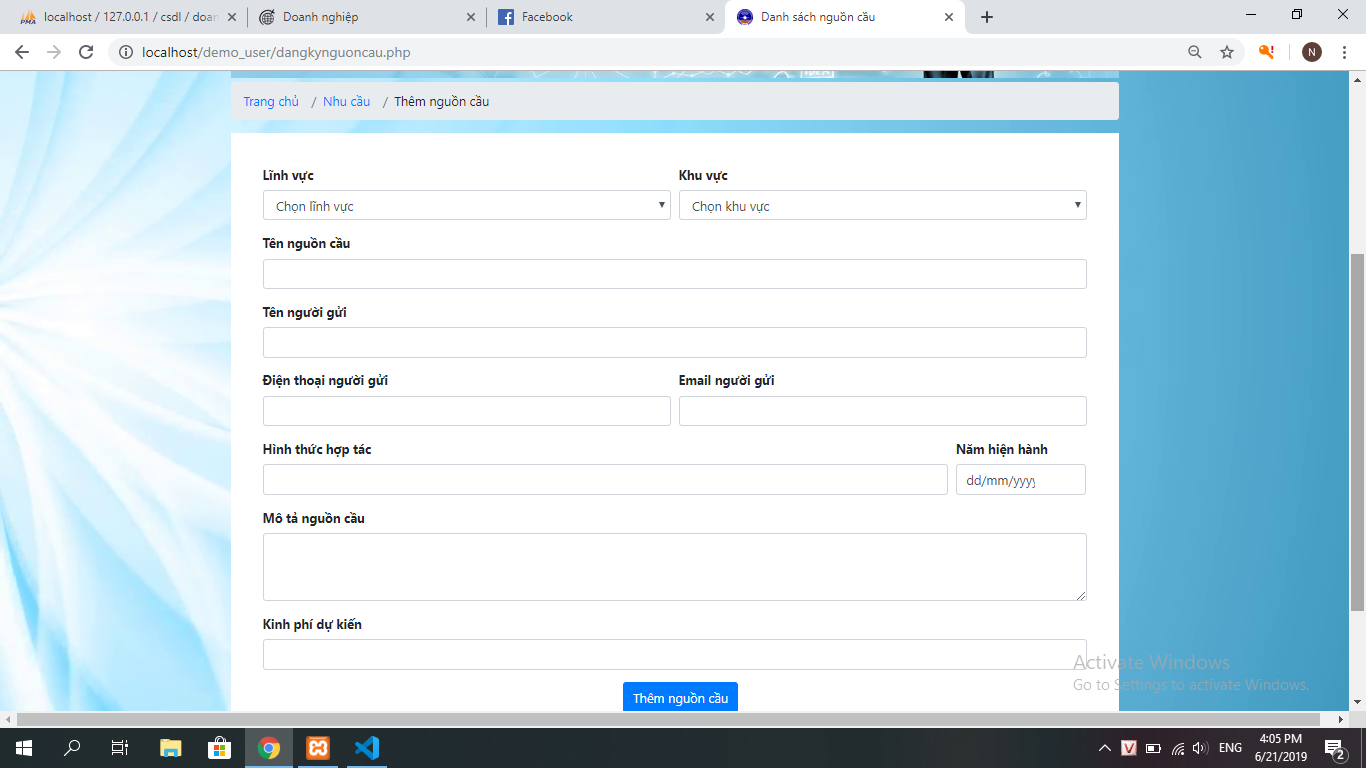 localhost / 127.0.0.1 / csdl / doan
Doanh nghiệp
Facebook
Danh sách nguồn cầu
localhost/demo_user/dangkynguoncau.php
N
Trang chủ / Nhu cầu / Thêm nguồn cầu
Lĩnh vực
Khu vực
Chọn lĩnh vực
Chọn khu vực
Tên nguồn cầu
Tên người gửi
Điện thoại người gửi
Email người gửi
Hình thức hợp tác
Năm hiện hành
dd/mm/yyyy
Mô tả nguồn cầu
Kinh phí dự kiến
Activate Windows
Go to Settings to activate Windows.
Thêm nguồn cầu
V
ENG
4:05 PM
6/21/2019
2